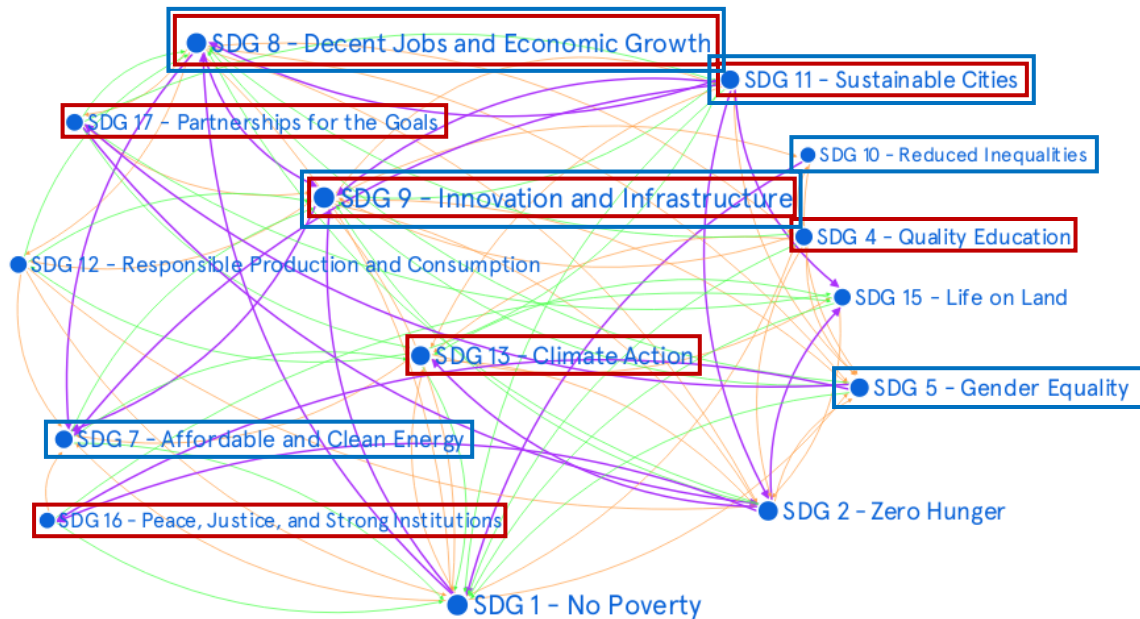 SDG 8 - Decent Jobs and Economic Growth
SDG 11 - Sustainable Cities
SDG 17 - Partnerships for the Goals
SDG 10 - Reduced Inequalities
SDG 9 - Innovation and Infrastructure
SDG 4 - Quality Education
SDG 12 - Responsible Production and Consumption
SDG 15 - Life on Land
SDG 13 - Climate Action
SDG 5 - Gender Equality
SDG 7 - Affordable and Clean Energy
SDG 2 - Zero Hunger
SDG 16 - Peace, Justice, and Strong Institutions
SDG 1 - No Poverty